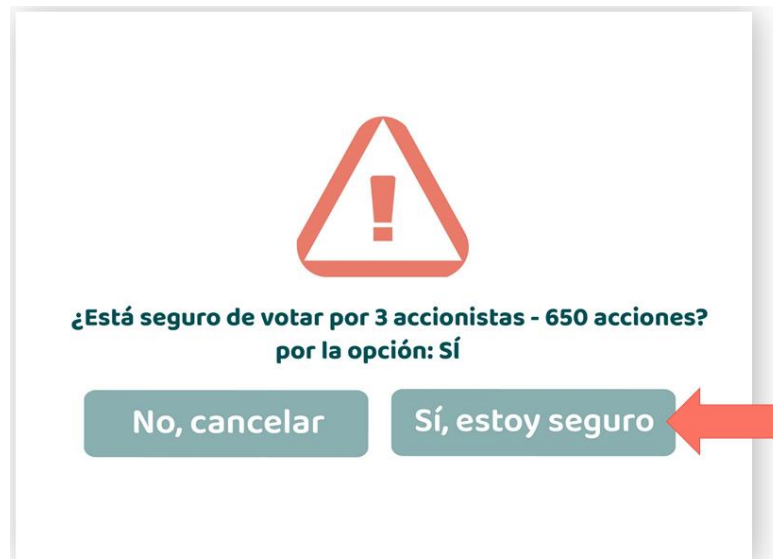 !
¿Está seguro de votar por 3 accionistas - 650 acciones?
por la opción: SÍ
No, cancelar
Sí, estoy seguro